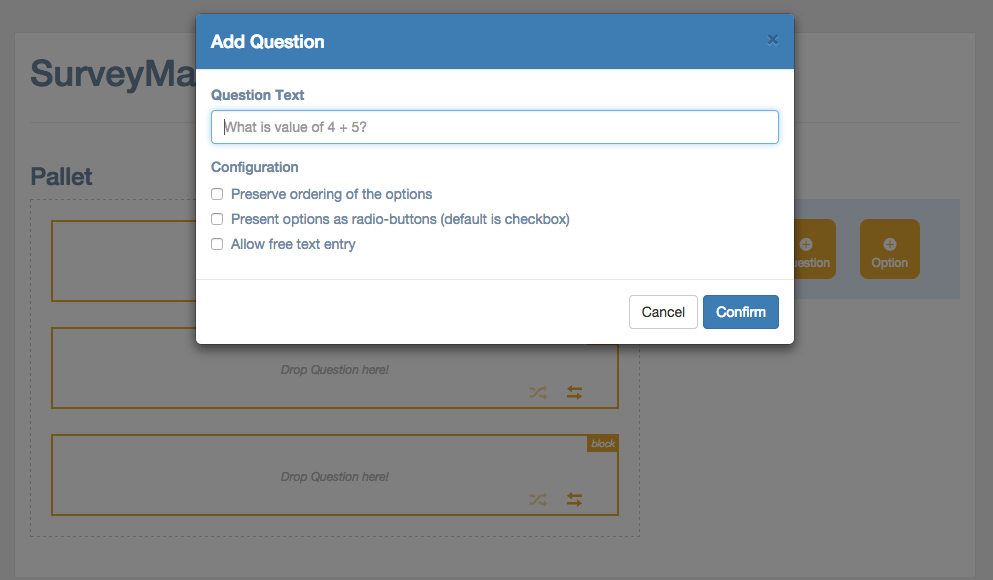 Add Question
×
SurveyMa
Question Text
What is value of 4 + 5?
Configuration
Preserve ordering of the options
Present options as radio-buttons (default is checkbox)
Allow free text entry
Cancel
Confirm
Pallet
estion
Option
Drop Question here!
block
Drop Question here!